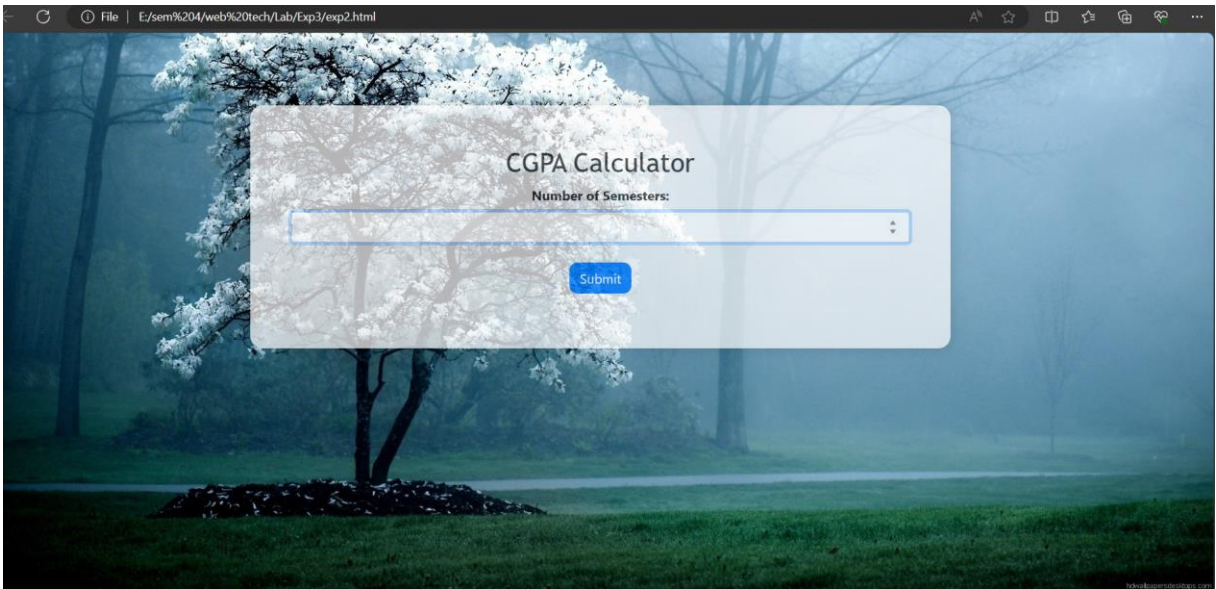 File | E:/sem%204/web%20tech/Lab/Exp3/exp2.html
CGPA Calculator
Number of Semesters:
Submit
hdwallpapersdesktops.com